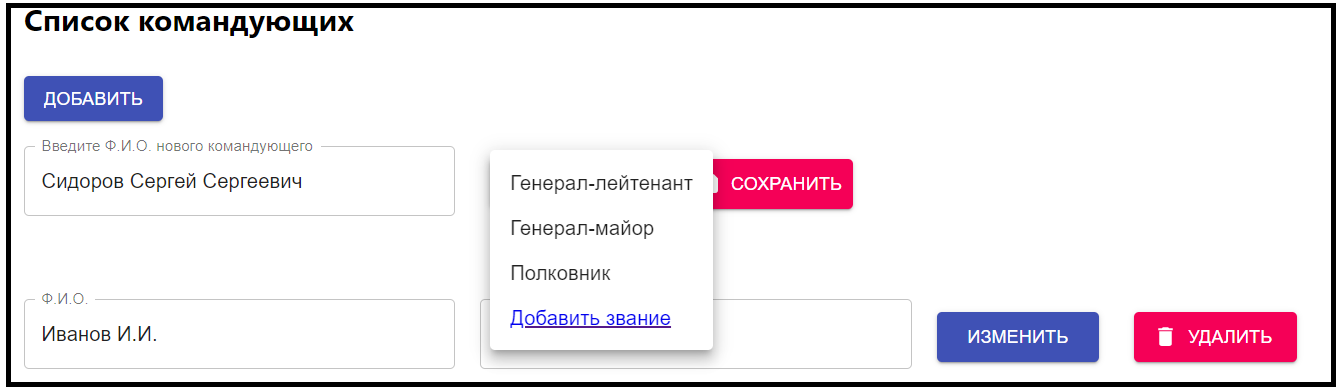 Список командующих
ДОБАВИТЬ
Введите Ф.И.О. нового командующего
Сидоров Сергей Сергеевич
СОХРАНИТЬ
Генерал-лейтенант
Генерал-майор
Полковник
Добавить звание
Ф.И.О.
Иванов И.И.
ИЗМЕНИТЬ
УДАЛИТЬ